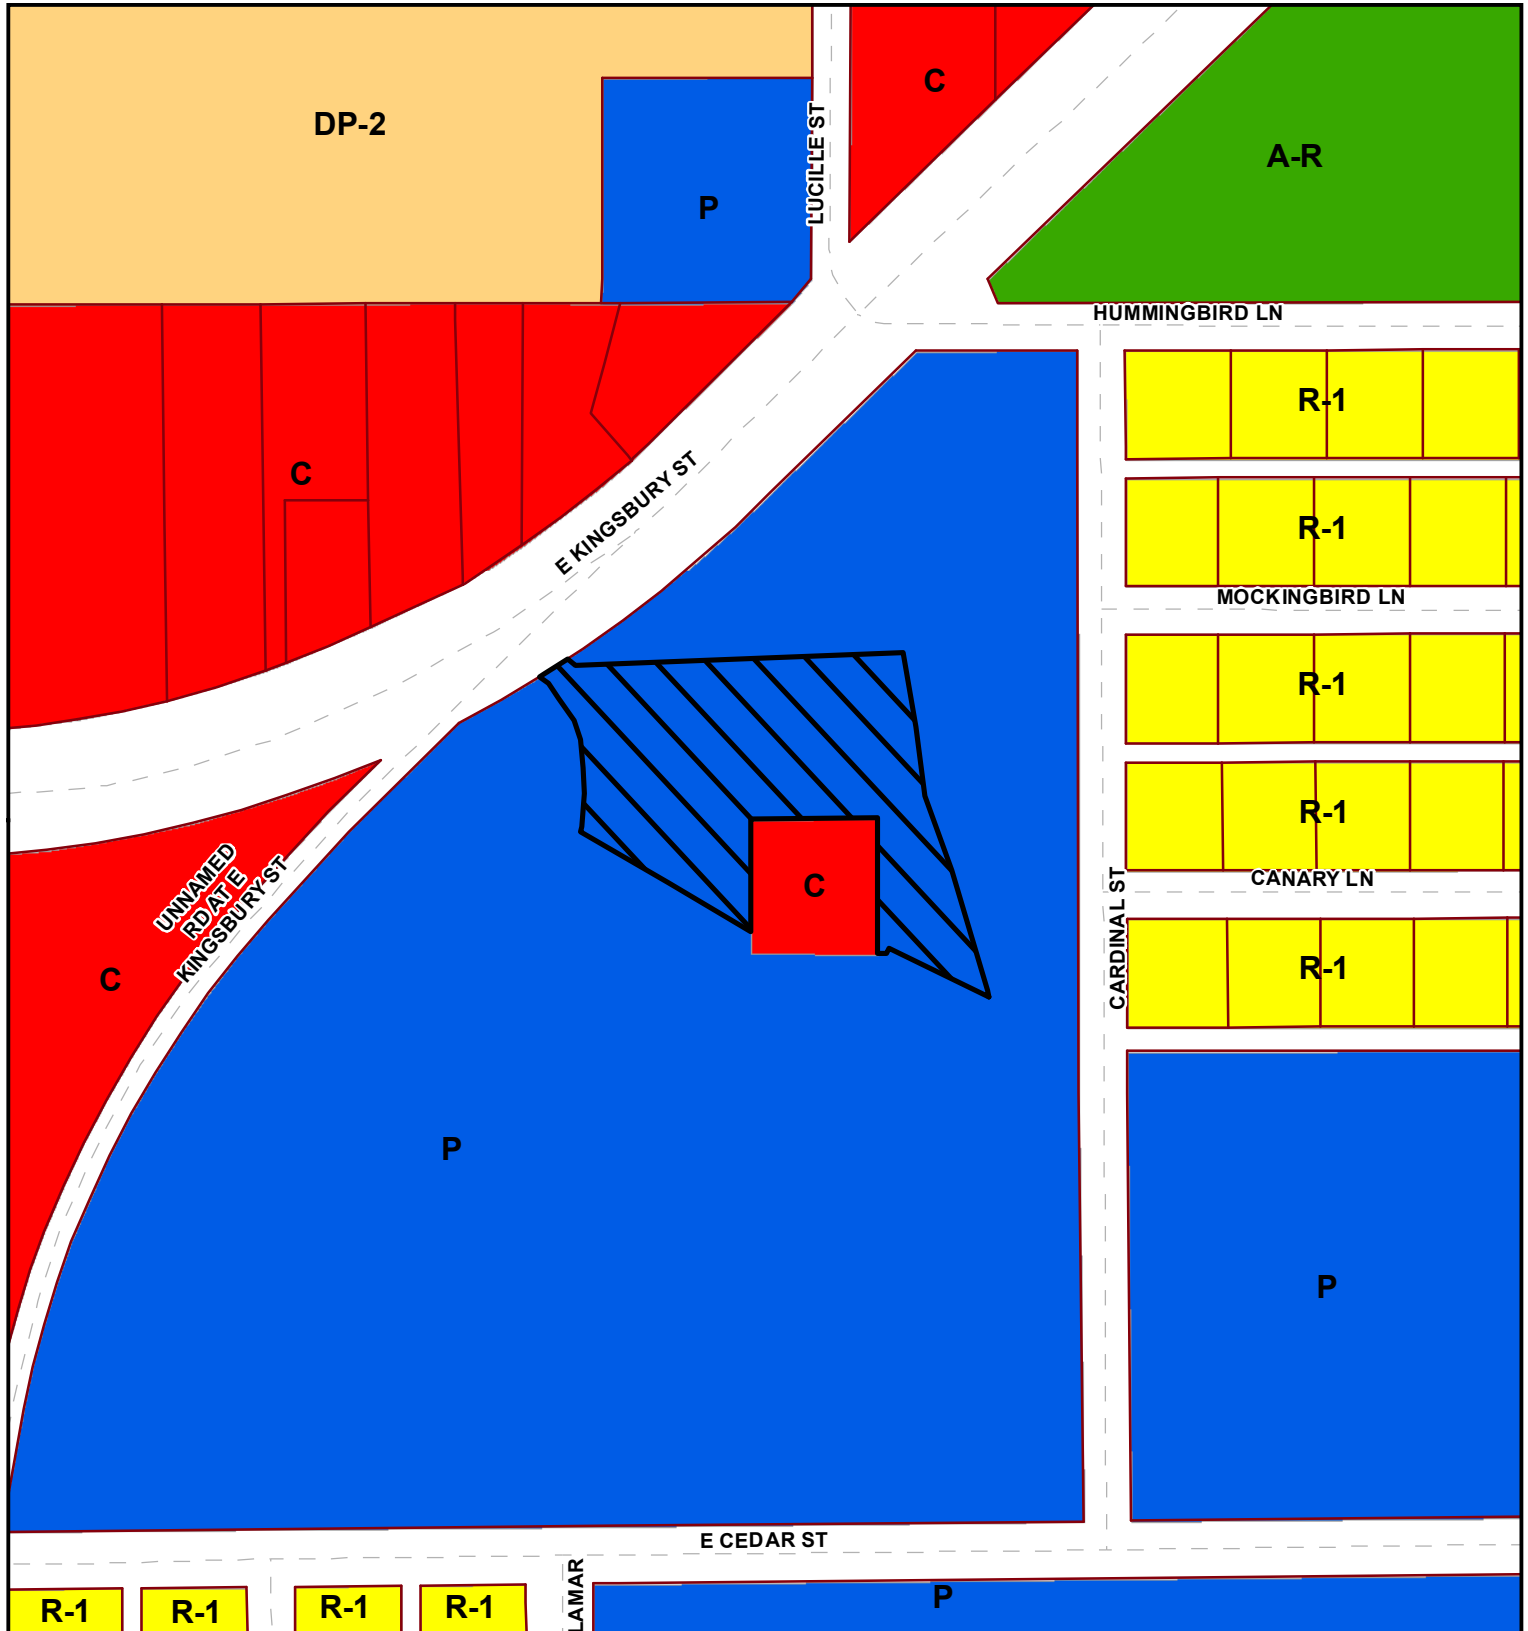 C
DP-2
A-R
LUCILLE ST
P
HUMMINGBIRD LN
R-1
C
E KINGSBURY ST
R-1
MOCKINGBIRD LN
R-1
R-1
UNNAMED
RD AT E
KINGSBURY ST
C
CANARY LN
CARDINAL ST
R-1
C
P
P
E CEDAR ST
LAMAR
P
R-1
R-1
R-1
R-1